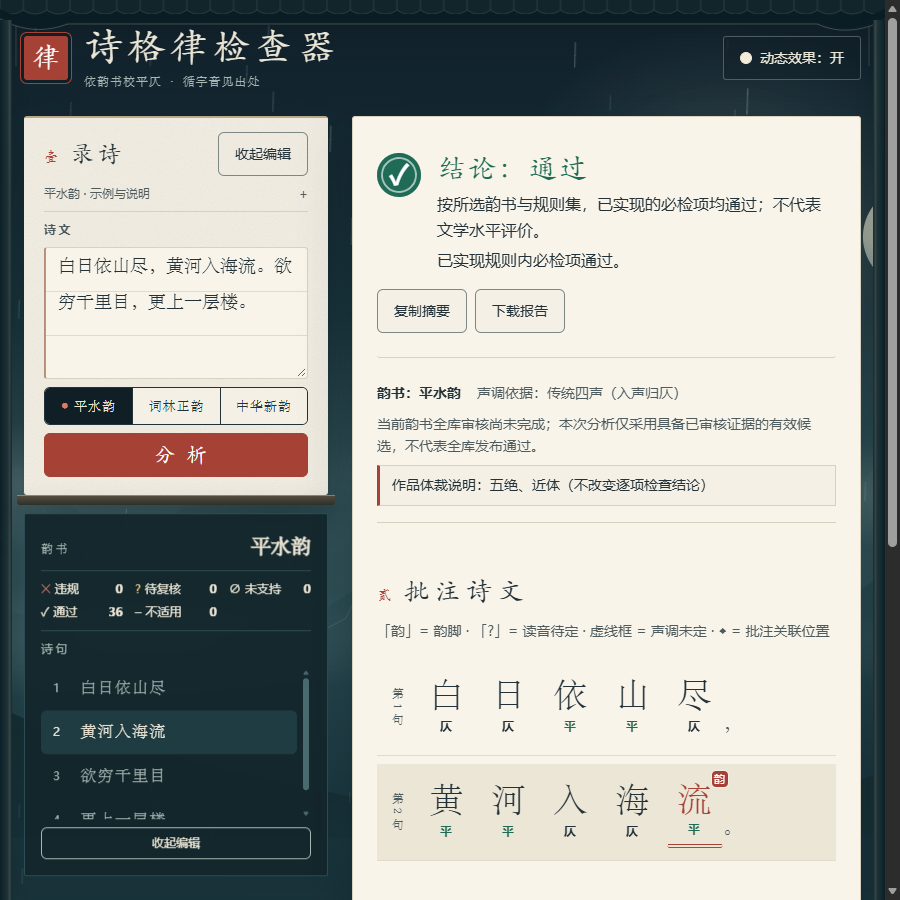 律
诗格律检查器
依韵书校平仄 · 循字音见出处
动态效果：开
壹 录诗
收起编辑
平水韵 · 示例与说明 +
诗文
白日依山尽，黄河入海流。欲
穷千里目，更上一层楼。
平水韵 词林正韵 中华新韵
分析
韵书 平水韵
违规 0 ? 待复核 0 未支持 0
通过 36 不适用 0
诗句
1 白日依山尽
2 黄河入海流
3 欲穷千里目
4 更上一层楼
收起编辑
结论：通过
按所选韵书与规则集，已实现的必检项均通过；不代表
文学水平评价。
已实现规则内必检项通过。
复制摘要 下载报告
韵书：平水韵 声调依据：传统四声（入声归仄）
当前韵书全库审核尚未完成；本次分析仅采用具备已审核证据的有效候
选，不代表全库发布通过。
作品体裁说明：五绝、近体（不改变逐项检查结论）
贰 批注诗文
「韵」= 韵脚 · 「?」= 读音待定 · 虚线框 = 声调未定 · ◆ = 批注关联位置
第1句
白日依山尽，
仄 仄 平 平 仄
第2句
黄河入海流。
韵
平 平 仄 仄 平